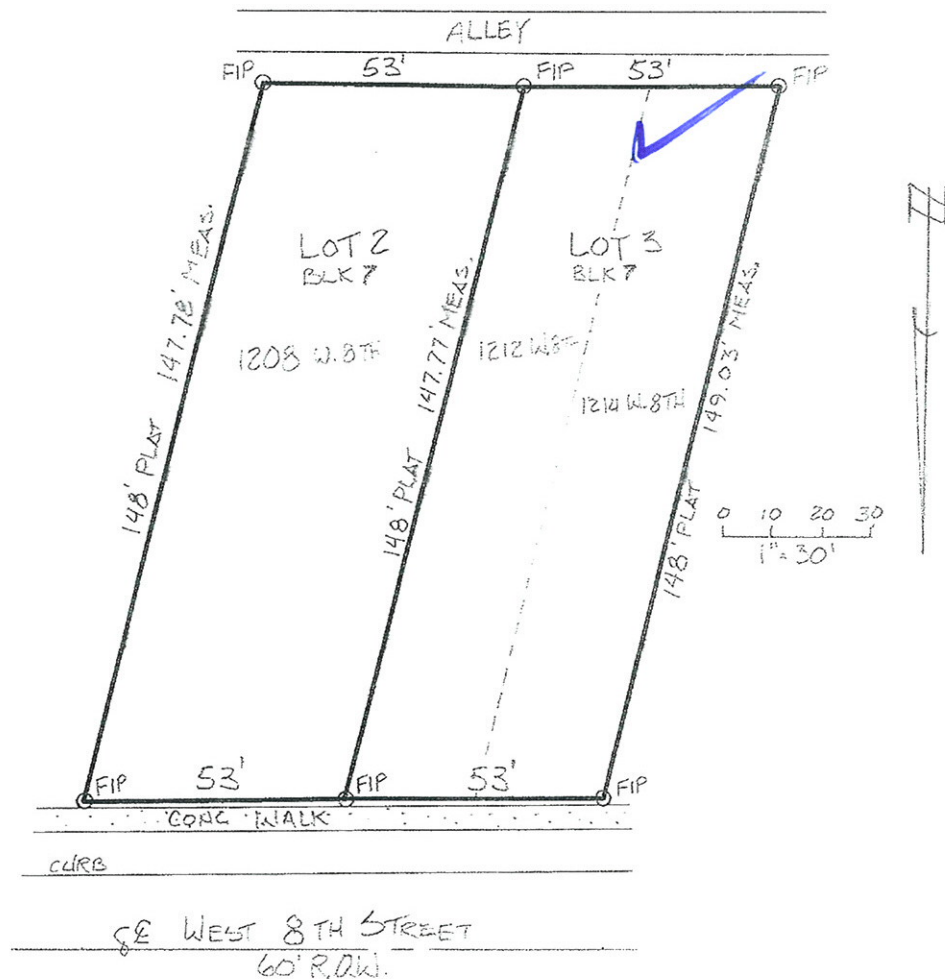 ALLEY
FIP 53' FIP 53' FIP
LOT 2
BLK 7
LOT 3
BLK 7
147.78' MEAS.
148' PLAT
147.77' MEAS.
148' PLAT
149.03' MEAS.
148' PLAT
1208 W. 8TH
1212 W. 8TH
1214 W. 8TH
0 10 20 30
1"=30'
FIP 53' FIP 53' FIP
CONC WALK
CURB
WEST 8TH STREET
60' R.O.W.